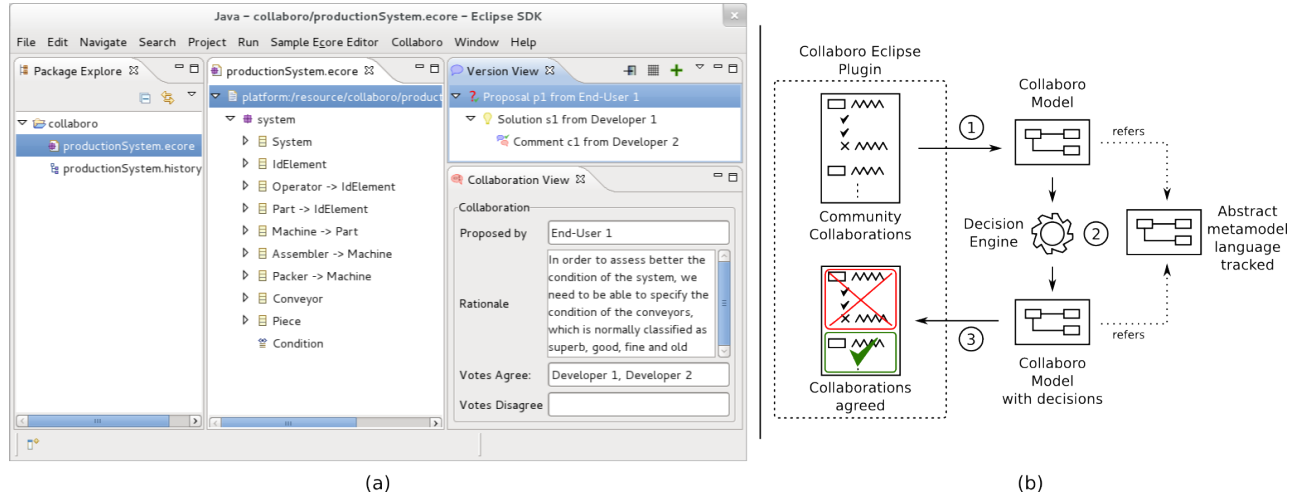 Java – collaboro/productionSystem.ecore – Eclipse SDK
File Edit Navigate Search Project Run Sample Ecore Editor Collaboro Window Help
Package Explore
collaboro
productionSystem.ecore
productionSystem.history
productionSystem.ecore
platform:/resource/collaboro/product
system
System
IdElement
Operator -> IdElement
Part -> IdElement
Machine -> Part
Assembler -> Machine
Packer -> Machine
Conveyor
Piece
Condition
Version View
Proposal p1 from End-User 1
Solution s1 from Developer 1
Comment c1 from Developer 2
Collaboration View
Collaboration
Proposed by
End-User 1
Rationale
In order to assess better the
condition of the system, we
need to be able to specify the
condition of the conveyors,
which is normally classified as
superb, good, fine and old
Votes Agree:
Developer 1, Developer 2
Votes Disagree
(a)
Collaboro Eclipse
Plugin
Community
Collaborations
Collaborations
agreed
1
Collaboro
Model
refers
Decision
Engine
2
Abstract
metamodel
language
tracked
3
refers
Collaboro
Model
with decisions
(b)